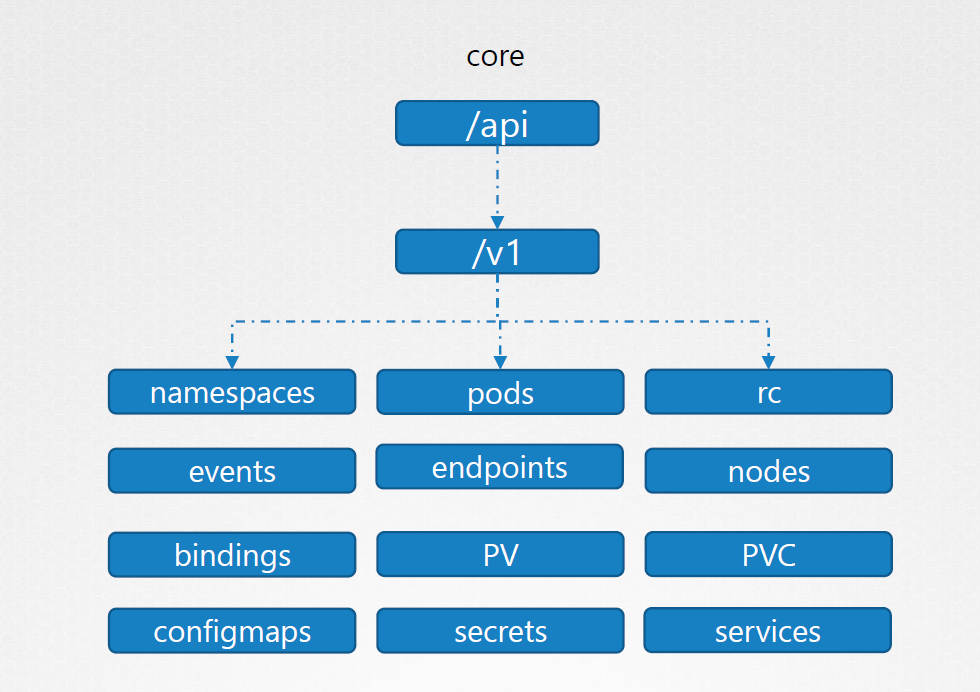 core
/api
/v1
namespaces
pods
rc
events
endpoints
nodes
bindings
PV
PVC
configmaps
secrets
services